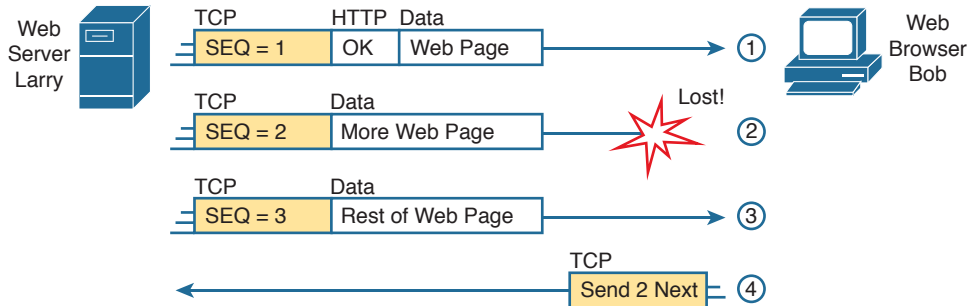 Web
Server
Larry
TCP HTTP Data
SEQ = 1 OK Web Page
1
Web
Browser
Bob
TCP Data
SEQ = 2 More Web Page
Lost!
2
TCP Data
SEQ = 3 Rest of Web Page
3
TCP
Send 2 Next
4